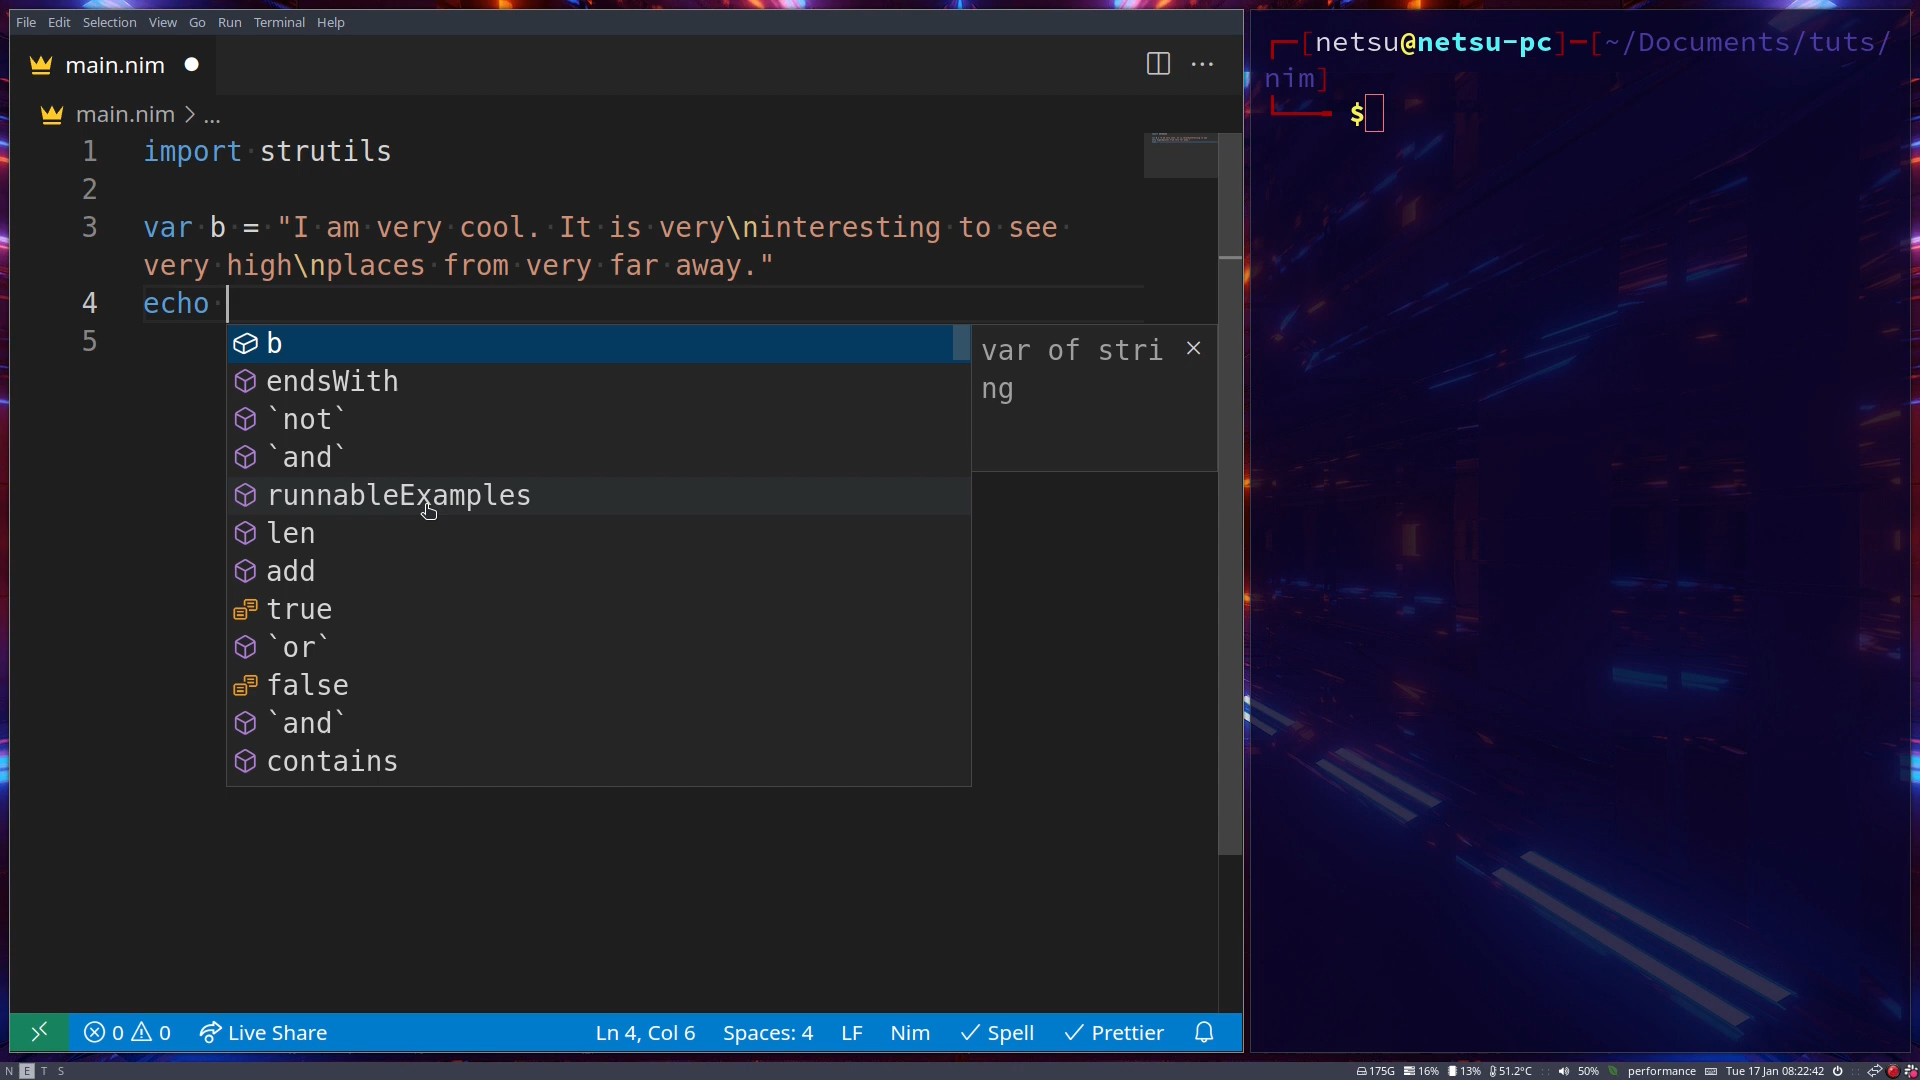 File Edit Selection View Go Run Terminal Help
main.nim
main.nim > ...
1 import strutils
2
3 var b = "I am very cool. It is very\ninteresting to see
very high\nplaces from very far away."
4 echo
5
b
endsWith
`not`
`and`
runnableExamples
len
add
true
`or`
false
`and`
contains
var of stri
ng
0 0 Live Share Ln 4, Col 6 Spaces: 4 LF Nim Spell Prettier
[netsu@netsu-pc]-[~/Documents/tuts/
nim]
$
N E T S 175G 16% 13% 51.2°C 50% performance Tue 17 Jan 08:22:42